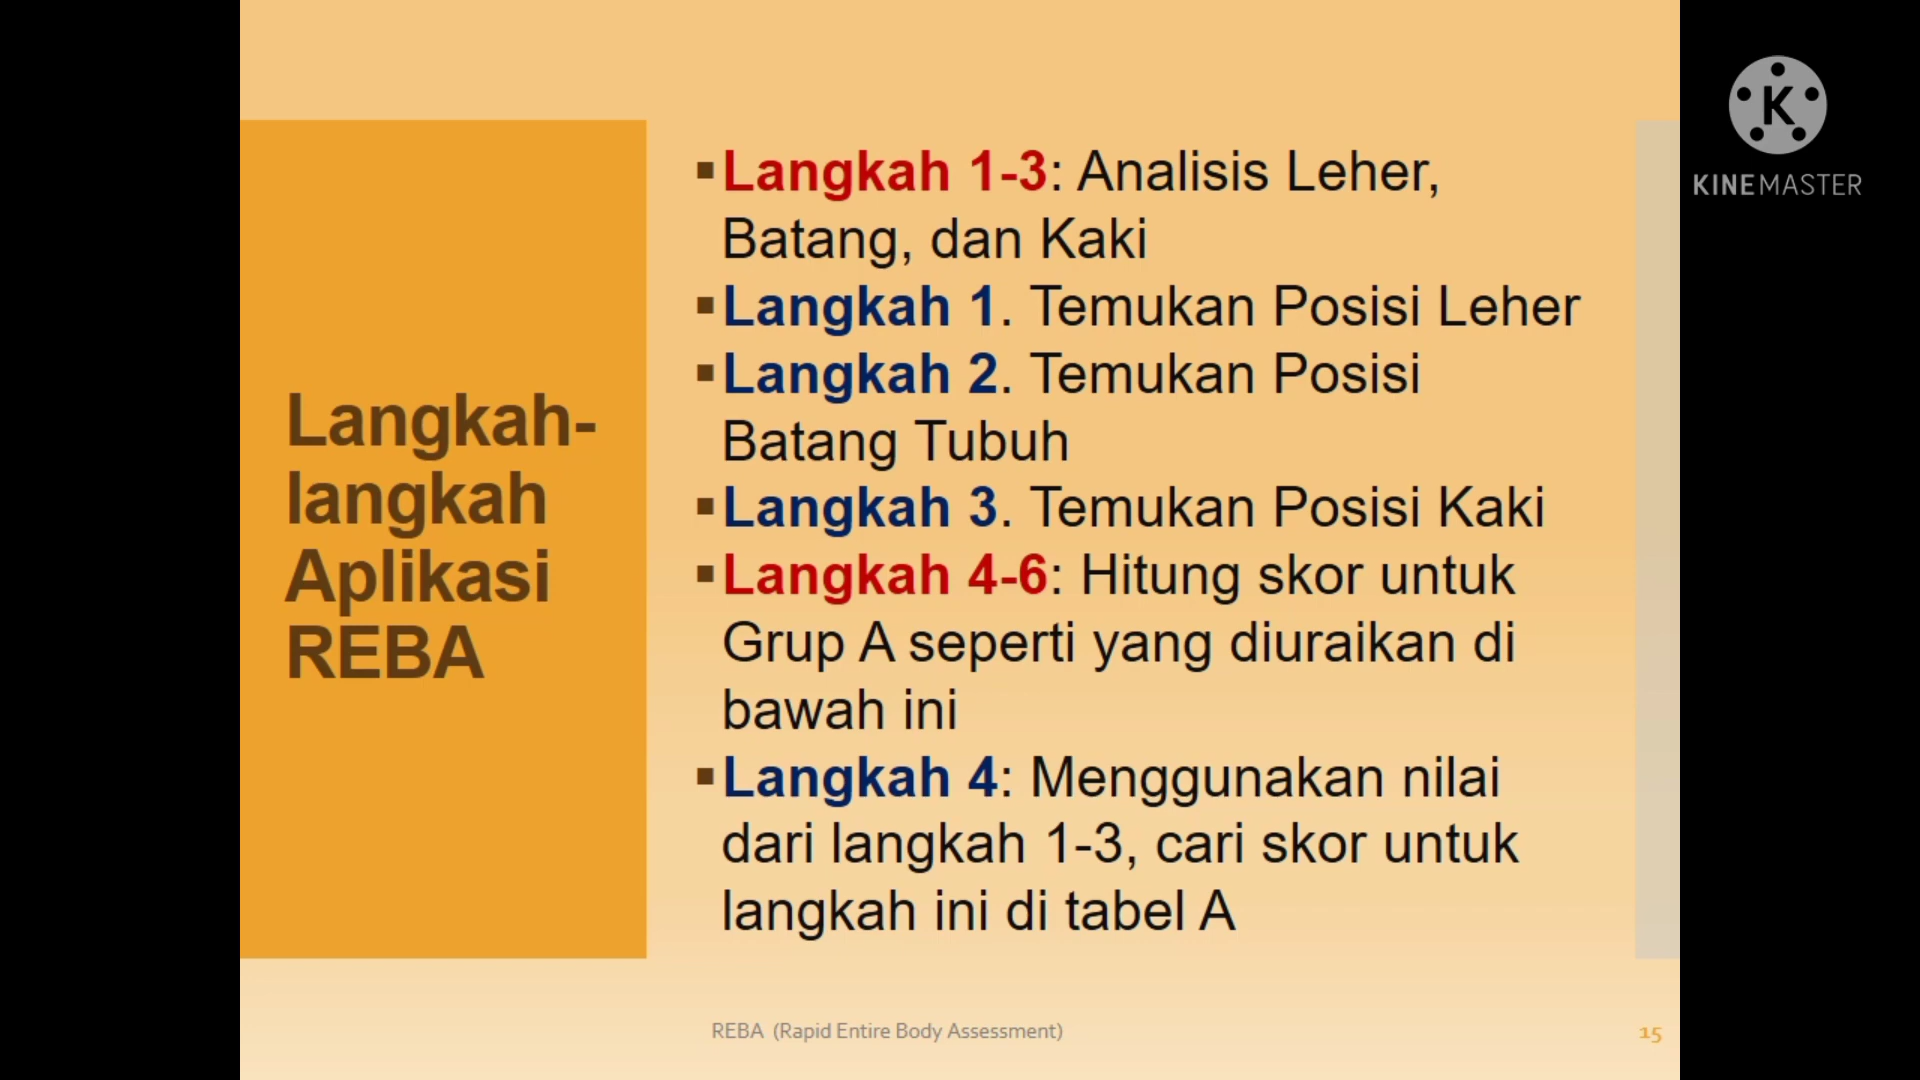 Langkah-
langkah
Aplikasi
REBA
▪Langkah 1-3: Analisis Leher,
Batang, dan Kaki
▪Langkah 1. Temukan Posisi Leher
▪Langkah 2. Temukan Posisi
Batang Tubuh
▪Langkah 3. Temukan Posisi Kaki
▪Langkah 4-6: Hitung skor untuk
Grup A seperti yang diuraikan di
bawah ini
▪Langkah 4: Menggunakan nilai
dari langkah 1-3, cari skor untuk
langkah ini di tabel A
REBA (Rapid Entire Body Assessment)
15
K
KINEMASTER